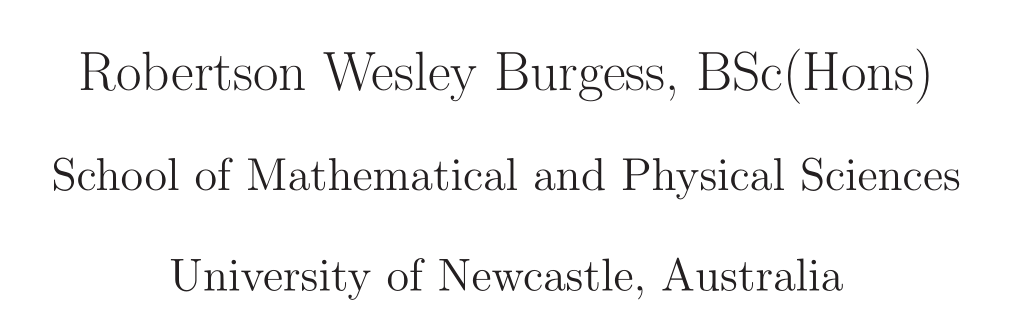 Robertson Wesley Burgess, BSc(Hons)
School of Mathematical and Physical Sciences
University of Newcastle, Australia